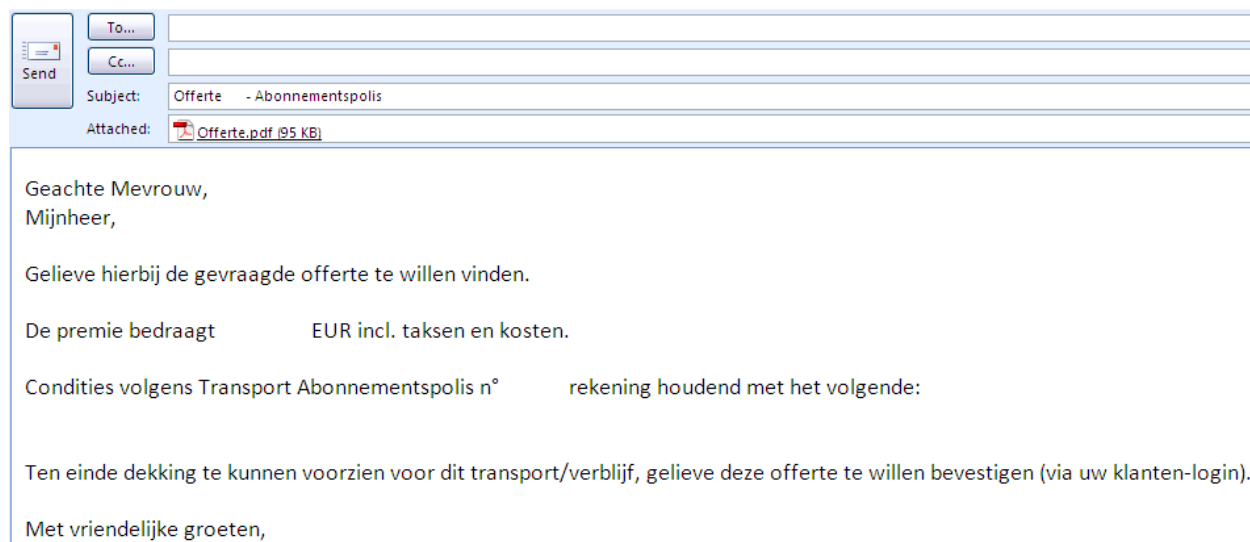 To...
Cc...
Send
Subject: Offerte - Abonnementspolis
Attached: Offerte.pdf (95 KB)
Geachte Mevrouw,
Mijnheer,
Gelieve hierbij de gevraagde offerte te willen vinden.
De premie bedraagt EUR incl. taksen en kosten.
Condities volgens Transport Abonnementspolis n° rekening houdend met het volgende:
Ten einde dekking te kunnen voorzien voor dit transport/verblijf, gelieve deze offerte te willen bevestigen (via uw klanten-login).
Met vriendelijke groeten,